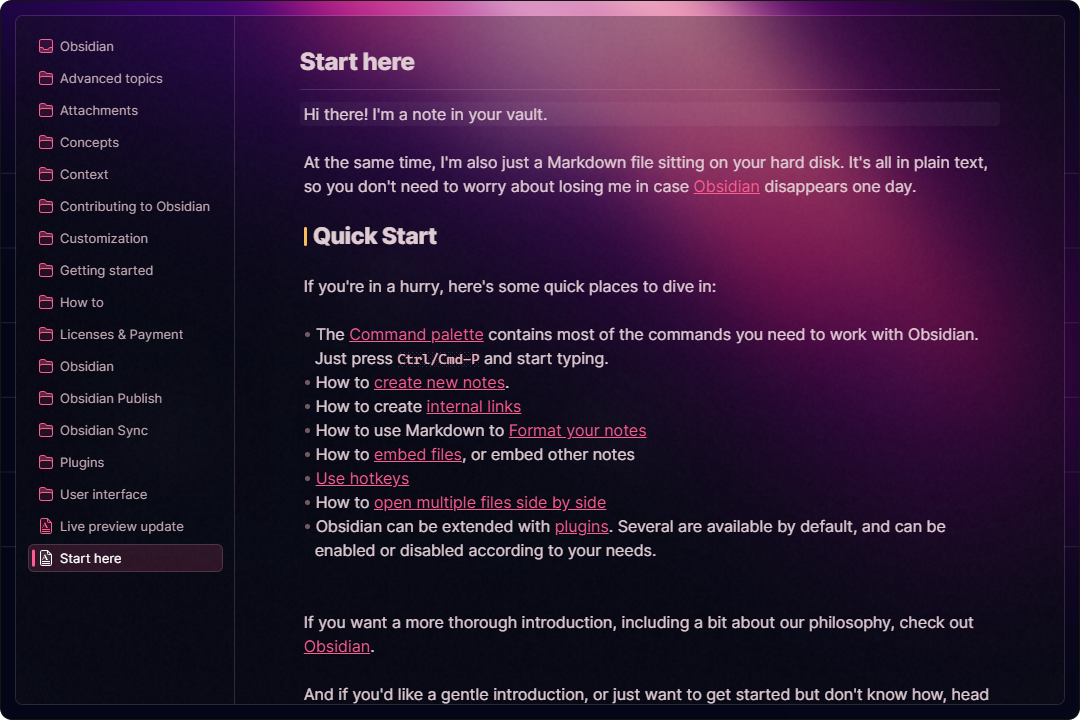 Obsidian
Advanced topics
Attachments
Concepts
Context
Contributing to Obsidian
Customization
Getting started
How to
Licenses & Payment
Obsidian
Obsidian Publish
Obsidian Sync
Plugins
User interface
Live preview update
Start here
Start here
Hi there! I'm a note in your vault.
At the same time, I'm also just a Markdown file sitting on your hard disk. It's all in plain text,
so you don't need to worry about losing me in case Obsidian disappears one day.
Quick Start
If you're in a hurry, here's some quick places to dive in:
• The Command palette contains most of the commands you need to work with Obsidian.
Just press Ctrl/Cmd-P and start typing.
• How to create new notes.
• How to create internal links
• How to use Markdown to Format your notes
• How to embed files, or embed other notes
• Use hotkeys
• How to open multiple files side by side
• Obsidian can be extended with plugins. Several are available by default, and can be
enabled or disabled according to your needs.
If you want a more thorough introduction, including a bit about our philosophy, check out
Obsidian.
And if you'd like a gentle introduction, or just want to get started but don't know how, head